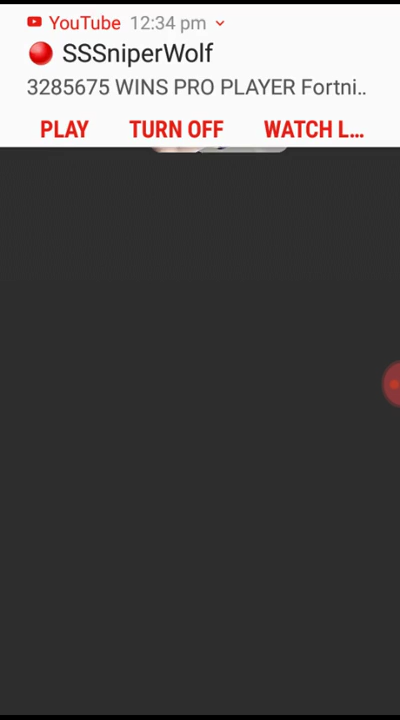 YouTube 12:34 pm
SSSniperWolf
3285675 WINS PRO PLAYER Fortni..
PLAY TURN OFF WATCH L...